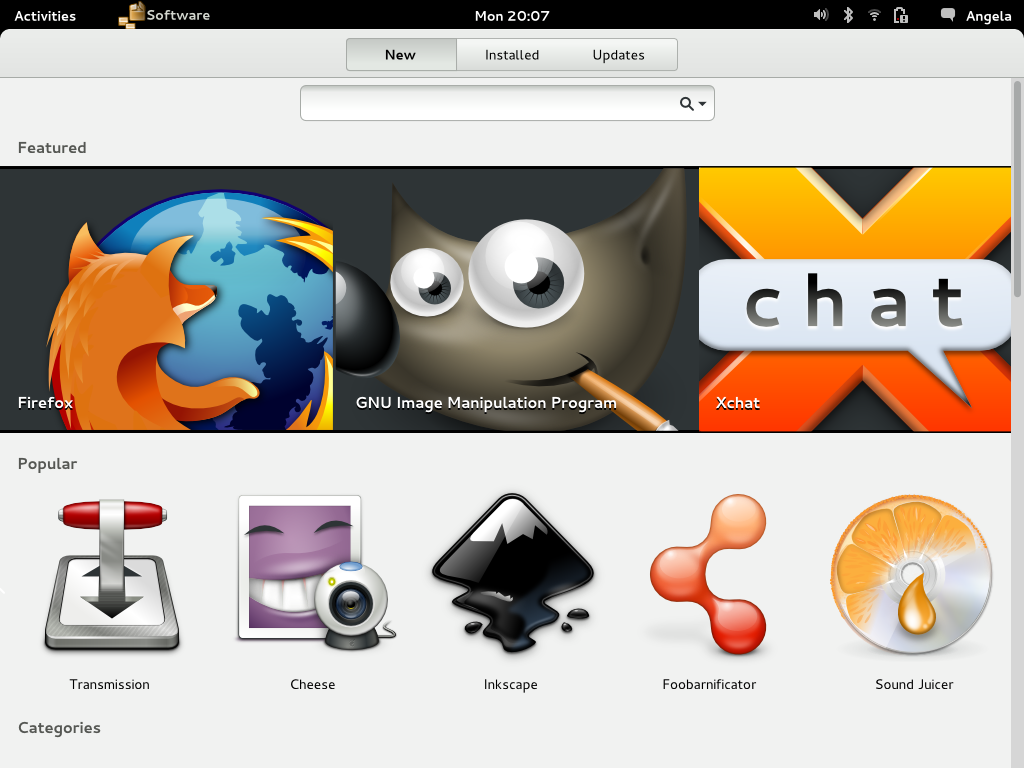 Activities
Software
Mon 20:07
Angela
New
Installed
Updates
Featured
chat
Firefox
GNU Image Manipulation Program
Xchat
Popular
Transmission
Cheese
Inkscape
Foobarnificator
Sound Juicer
Categories